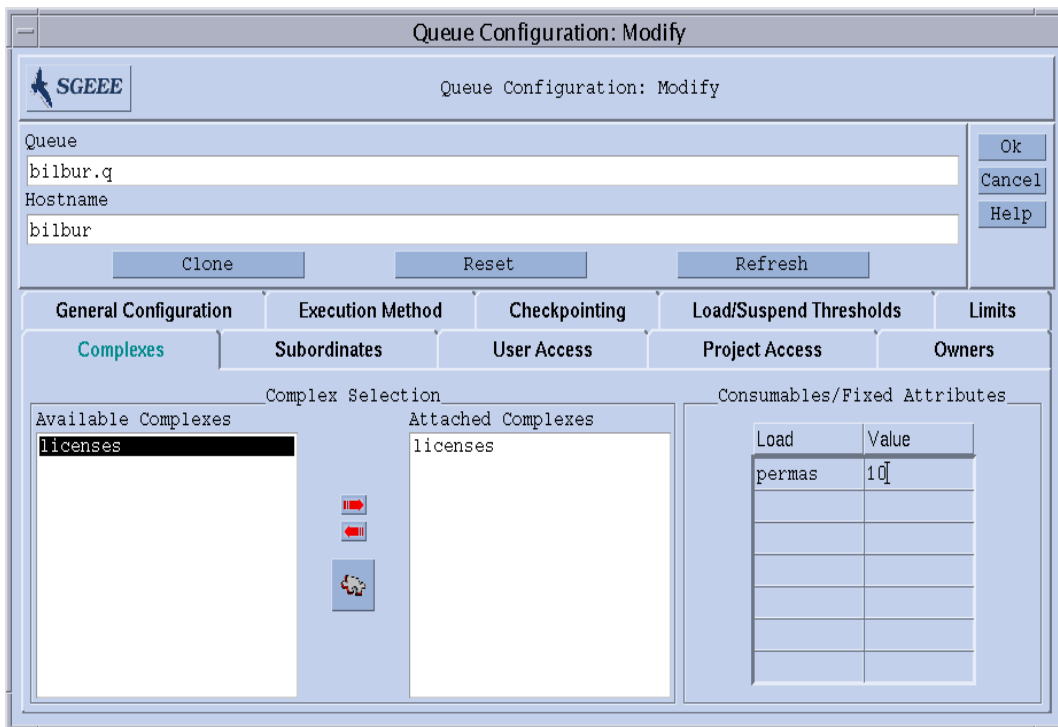 Queue Configuration: Modify
SGEEE
Queue Configuration: Modify
Queue
bilbur.q
Hostname
bilbur
Ok
Cancel
Help
Clone Reset Refresh
General Configuration Execution Method Checkpointing Load/Suspend Thresholds Limits
Complexes Subordinates User Access Project Access Owners
Complex Selection
Available Complexes
licenses
Attached Complexes
licenses
Consumables/Fixed Attributes
Load Value
permas 10